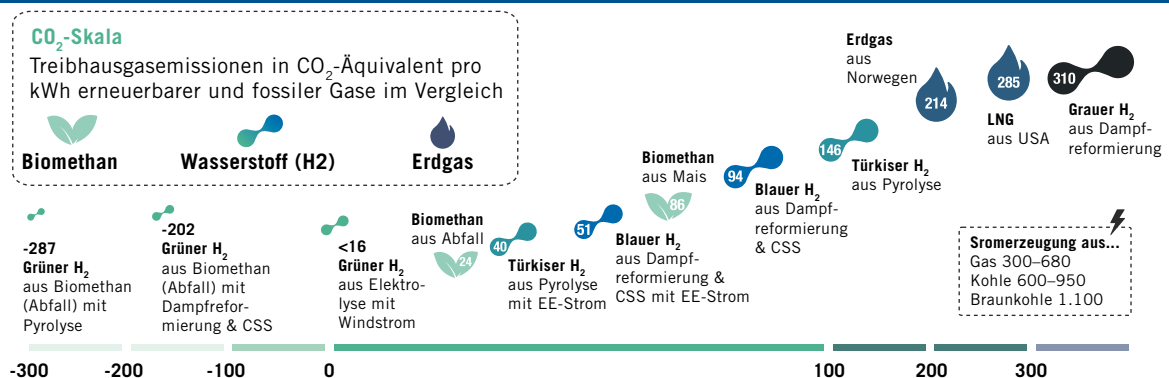 CO₂-Skala
Treibhausgasemissionen in CO₂-Äquivalent pro
kWh erneuerbarer und fossiler Gase im Vergleich
Biomethan
Wasserstoff (H2)
Erdgas
-287
Grüner H₂
aus Biomethan
(Abfall) mit
Pyrolyse
-202
Grüner H₂
aus Biomethan
(Abfall) mit
Dampfrefor-
mierung & CSS
<16
Grüner H₂
aus Elektro-
lyse mit
Windstrom
Biomethan
aus Abfall
24
40
Türkiser H₂
aus Pyrolyse
mit EE-Strom
51
Blauer H₂
aus Dampf-
reformierung &
CSS mit EE-Strom
Biomethan
aus Mais
86
94
Blauer H₂
aus Dampf-
reformierung
& CSS
146
Türkiser H₂
aus Pyrolyse
Erdgas
aus
Norwegen
214
285
LNG
aus USA
310
Grauer H₂
aus Dampf-
reformierung
Sromerzeugung aus...
Gas 300–680
Kohle 600–950
Braunkohle 1.100
-300
-200
-100
0
100
200
300